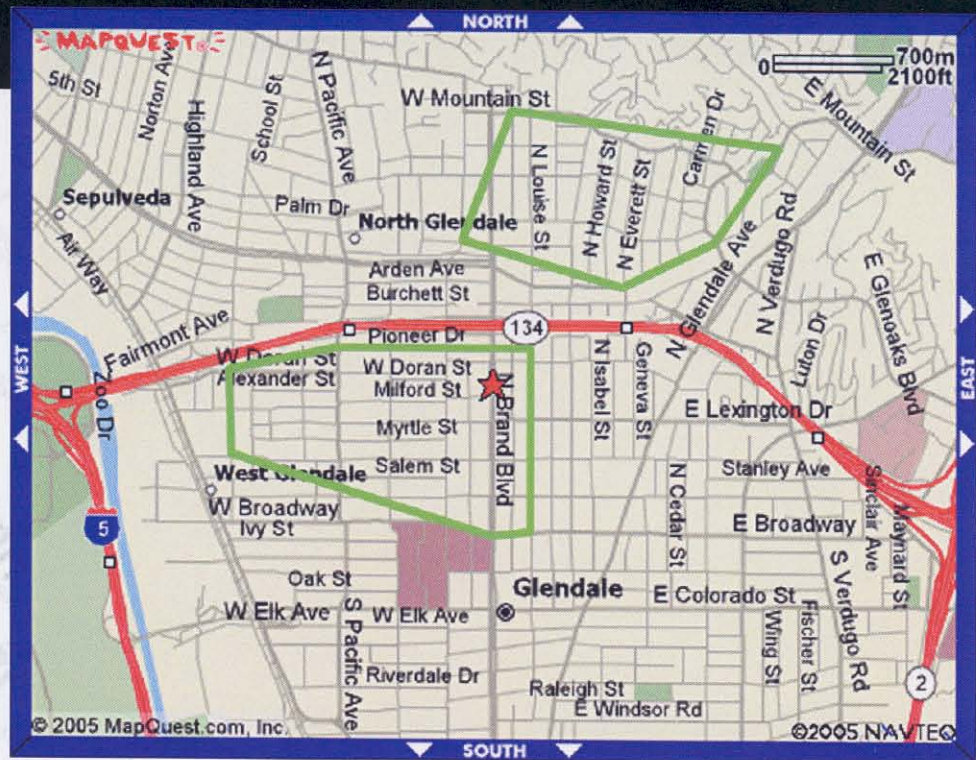 NORTH
MAPQUEST
0 700m
2100ft
5th St
Norton Ave
Highland Ave
School St
N Pacific Ave
W Mountain St
E Mountain St
Carmen Dr
N Louise St
N Howard St
N Everett St
Sepulveda
Palm Dr
North Glendale
Air Way
N Verdugo Rd
N Glendale Ave
E Glenoaks Blvd
Arden Ave
Burchett St
Fairmont Ave
Pioneer Dr
134
WEST
EAST
Zoo Dr
W Doran St
Alexander St
W Doran St
Milford St
N Brand Blvd
N Isabel St
Geneva St
Luton Dr
E Lexington Dr
Myrtle St
Salem St
West Glendale
Stanley Ave
N Cedar St
Sinclair Ave
Maynard St
W Broadway
Ivy St
E Broadway
5
Oak St
Glendale
E Colorado St
W Elk Ave
W Elk Ave
S Pacific Ave
Wing St
Fischer St
S Verdugo Rd
Riverdale Dr
Raleigh St
E Windsor Rd
2
© 2005 MapQuest.com, Inc.
©2005 NAVTEQ
SOUTH